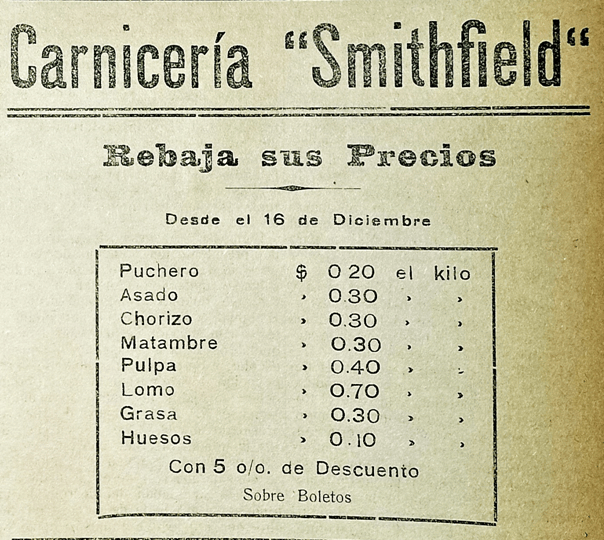 Carnicería “Smithfield“
Rebaja sus Precios
Desde el 16 de Diciembre
Puchero $ 0 20 el kilo
Asado » 0.30 » »
Chorizo » 0.30 » »
Matambre » 0.30 » »
Pulpa » 0.40 » »
Lomo » 0.70 » »
Grasa » 0.30 » »
Huesos » 0.10 » »
Con 5 o/o. de Descuento
Sobre Boletos